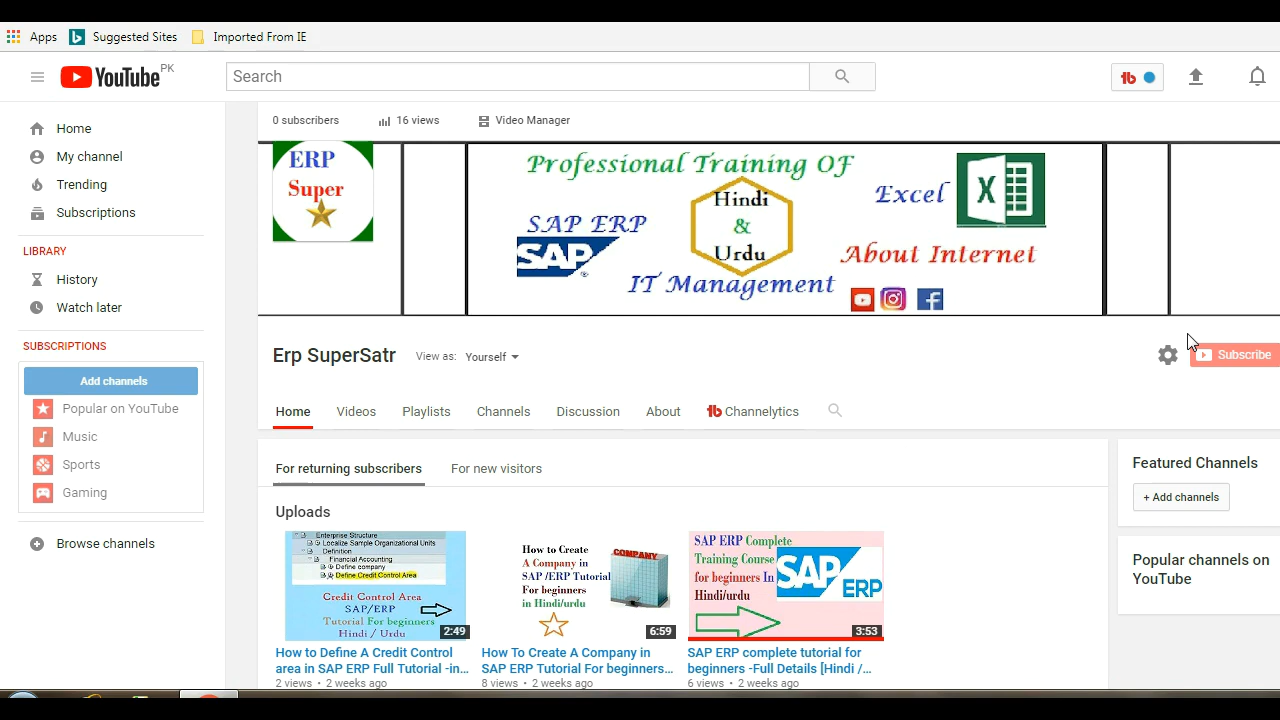 Apps Suggested Sites Imported From IE
YouTube PK
Search
Home
My channel
Trending
Subscriptions
LIBRARY
History
Watch later
SUBSCRIPTIONS
Add channels
Popular on YouTube
Music
Sports
Gaming
Browse channels
0 subscribers 16 views Video Manager
ERP
Super
Professional Training OF
Hindi
&
Urdu
SAP ERP
SAP
IT Management
Excel
About Internet
Erp SuperSatr View as: Yourself
Subscribe
Home Videos Playlists Channels Discussion About Channelytics
For returning subscribers For new visitors
Uploads
Enterprise Structure
Localize Sample Organizational Units
Definition
Financial Accounting
Define company
Define Credit Control Area
Credit Control Area
SAP/ERP
Tutorial For beginners
Hindi / Urdu
2:49
How to Define A Credit Control
area in SAP ERP Full Tutorial -in...
2 views • 2 weeks ago
How to Create
A Company in
SAP /ERP Tutorial
For beginners
in Hindi/urdu
COMPANY
6:59
How To Create A Company in
SAP ERP Tutorial For beginners...
8 views • 2 weeks ago
SAP ERP Complete
Training Course
for beginners In
Hindi/urdu
SAP
ERP
3:53
SAP ERP complete tutorial for
beginners -Full Details [Hindi /...
6 views • 2 weeks ago
Featured Channels
+ Add channels
Popular channels on
YouTube